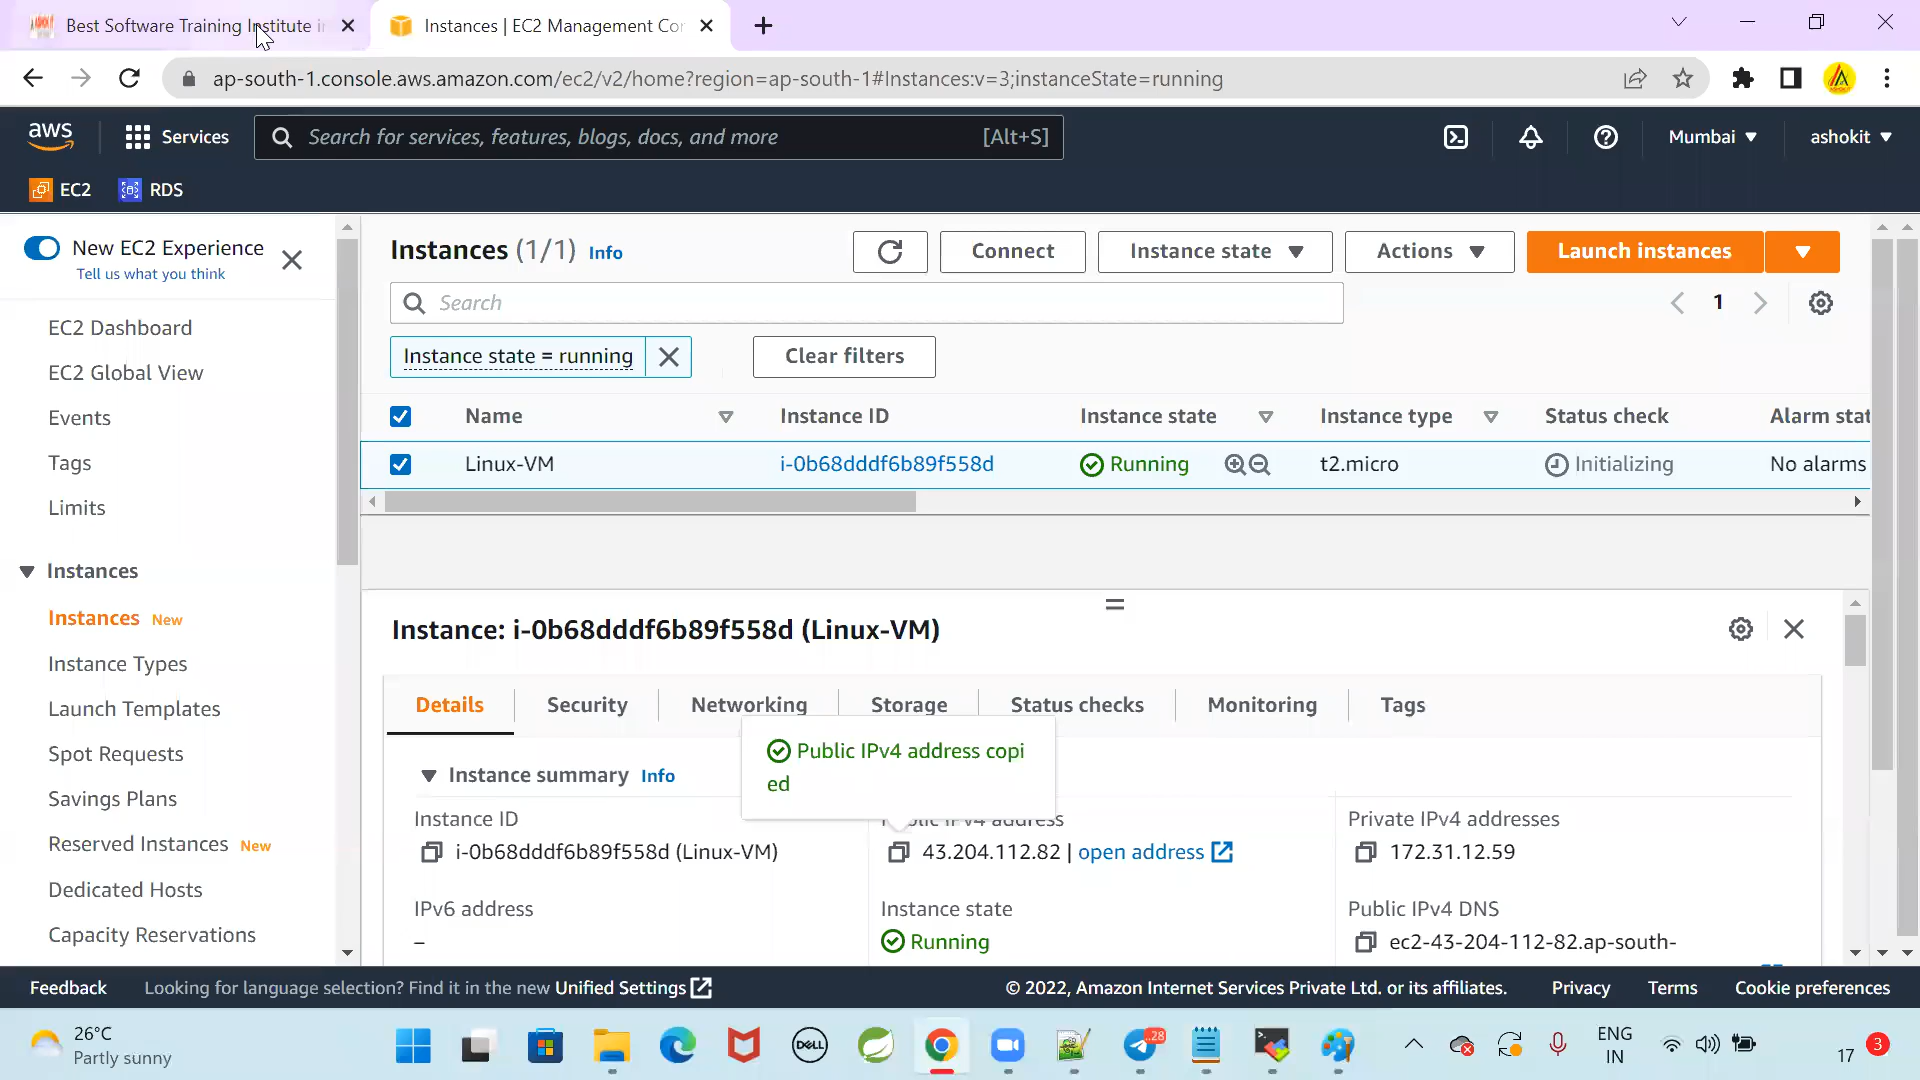 Best Software Training Institute i
Instances | EC2 Management Cor
ap-south-1.console.aws.amazon.com/ec2/v2/home?region=ap-south-1#Instances:v=3;instanceState=running
aws
Services
Search for services, features, blogs, docs, and more
[Alt+S]
Mumbai
ashokit
EC2
RDS
New EC2 Experience
Tell us what you think
EC2 Dashboard
EC2 Global View
Events
Tags
Limits
Instances
Instances New
Instance Types
Launch Templates
Spot Requests
Savings Plans
Reserved Instances New
Dedicated Hosts
Capacity Reservations
Instances (1/1) Info
Connect
Instance state
Actions
Launch instances
Search
1
Instance state = running
Clear filters
Name
Instance ID
Instance state
Instance type
Status check
Alarm stat
Linux-VM
i-0b68dddf6b89f558d
Running
t2.micro
Initializing
No alarms
Instance: i-0b68dddf6b89f558d (Linux-VM)
Details
Security
Networking
Storage
Status checks
Monitoring
Tags
Public IPv4 address copi
ed
Instance summary Info
Instance ID
i-0b68dddf6b89f558d (Linux-VM)
Public IPv4 address
43.204.112.82 | open address
Private IPv4 addresses
172.31.12.59
IPv6 address
–
Instance state
Running
Public IPv4 DNS
ec2-43-204-112-82.ap-south-
Feedback
Looking for language selection? Find it in the new Unified Settings
© 2022, Amazon Internet Services Private Ltd. or its affiliates.
Privacy
Terms
Cookie preferences
26°C
Partly sunny
DELL
28
ENG
IN
17
3